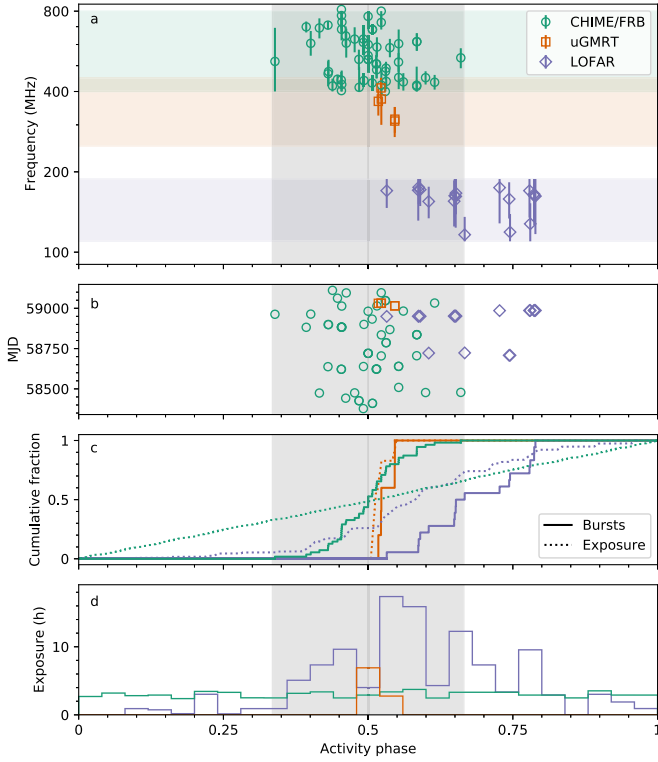 a
CHIME/FRB
uGMRT
LOFAR
800
400
200
100
Frequency (MHz)
b
59000
58750
58500
MJD
c
1
0.5
0
Cumulative fraction
Bursts
Exposure
d
10
0
Exposure (h)
0
0.25
0.5
0.75
1
Activity phase